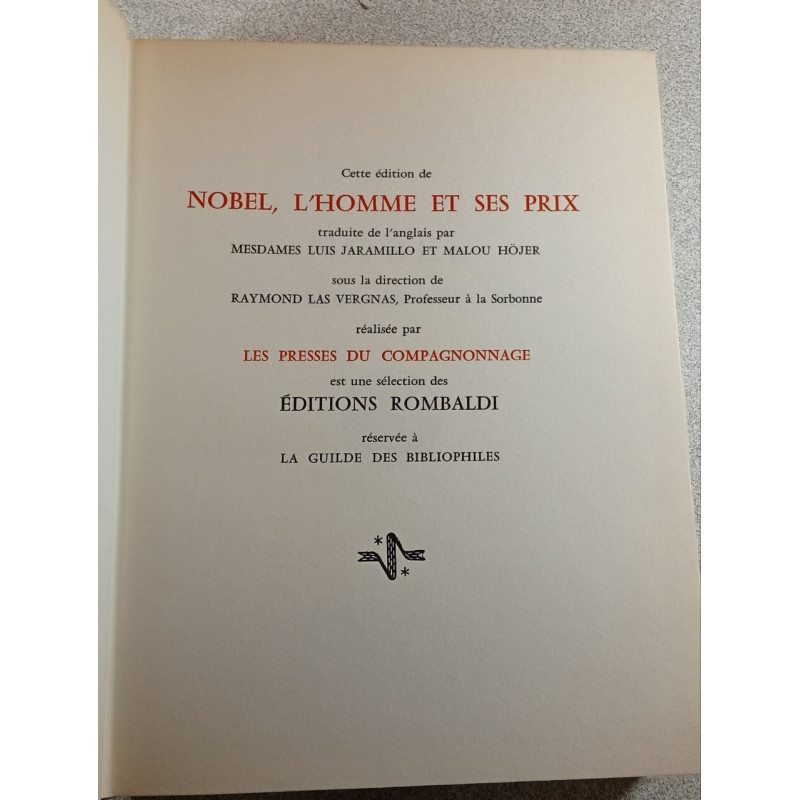 Cette édition de
NOBEL, L'HOMME ET SES PRIX
traduite de l'anglais par
MESDAMES LUIS JARAMILLO ET MALOU HÖJER
sous la direction de
RAYMOND LAS VERGNAS, Professeur à la Sorbonne
réalisée par
LES PRESSES DU COMPAGNONNAGE
est une sélection des
ÉDITIONS ROMBALDI
réservée à
LA GUILDE DES BIBLIOPHILES